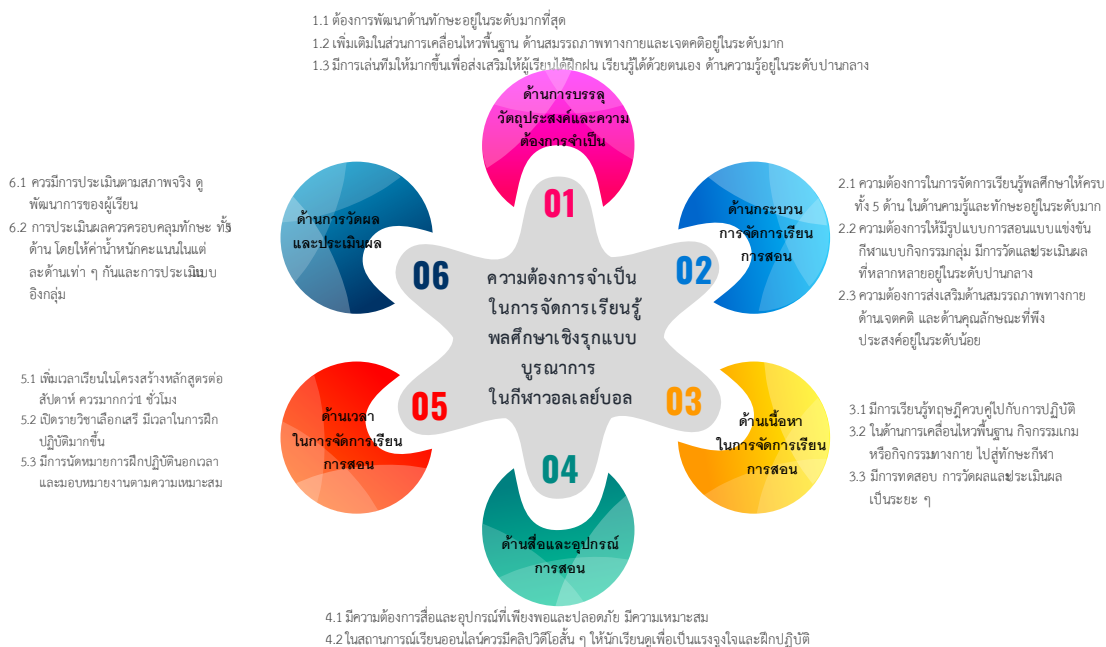 1.1 ต้องการพัฒนาด้านทักษะอยู่ในระดับมากที่สุด
1.2 เพิ่มเติมในส่วนการเคลื่อนไหวพื้นฐาน ด้านสมรรถภาพทางกายและเจตคติอยู่ในระดับมาก
1.3 มีการเล่นทีมให้มากขึ้นเพื่อส่งเสริมให้ผู้เรียนได้ฝึกฝน เรียนรู้ได้ด้วยตนเอง ด้านความรู้อยู่ในระดับปานกลาง
ด้านการบรรลุ
วัตถุประสงค์และความ
ต้องการจำเป็น
01
ด้านกระบวน
การจัดการเรียน
การสอน
02
2.1 ความต้องการในการจัดการเรียนรู้พลศึกษาให้ครบ
ทั้ง 5 ด้าน ในด้านคามรู้และทักษะอยู่ในระดับมาก
2.2 ความต้องการให้มีรูปแบบการสอนแบบแข่งขัน
กีฬาแบบกิจกรรมกลุ่ม มีการวัดและประเมินผล
ที่หลากหลายอยู่ในระดับปานกลาง
2.3 ความต้องการส่งเสริมด้านสมรรถภาพทางกาย
ด้านเจตคติ และด้านคุณลักษณะที่พึง
ประสงค์อยู่ในระดับน้อย
ด้านเนื้อหา
ในการจัดการเรียน
การสอน
03
3.1 มีการเรียนรู้ทฤษฎีควบคู่ไปกับการปฏิบัติ
3.2 ในด้านการเคลื่อนไหวพื้นฐาน กิจกรรมเกม
หรือกิจกรรมทางกาย ไปสู่ทักษะกีฬา
3.3 มีการทดสอบ การวัดผลและประเมินผล
เป็นระยะ ๆ
04
ด้านสื่อและอุปกรณ์
การสอน
4.1 มีความต้องการสื่อและอุปกรณ์ที่เพียงพอและปลอดภัย มีความเหมาะสม
4.2 ในสถานการณ์เรียนออนไลน์ควรมีคลิปวิดีโอสั้น ๆ ให้นักเรียนดูเพื่อเป็นแรงจูงใจและฝึกปฏิบัติ
ด้านเวลา
ในการจัดการเรียน
การสอน
05
5.1 เพิ่มเวลาเรียนในโครงสร้างหลักสูตรต่อ
สัปดาห์ ควรมากกว่า 1 ชั่วโมง
5.2 เปิดรายวิชาเลือกเสรี มีเวลาในการฝึก
ปฏิบัติมากขึ้น
5.3 มีการนัดหมายการฝึกปฏิบัตินอกเวลา
และมอบหมายงานตามความเหมาะสม
ด้านการวัดผล
และประเมินผล
06
6.1 ควรมีการประเมินตามสภาพจริง ดู
พัฒนาการของผู้เรียน
6.2 การประเมินผลควรครอบคลุมทักษะ ทั้ง 5
ด้าน โดยให้ค่าน้ำหนักคะแนนในแต่
ละด้านเท่า ๆ กันและการประเมินแบบ
อิงกลุ่ม
ความต้องการจำเป็น
ในการจัดการเรียนรู้
พลศึกษาเชิงรุกแบบ
บูรณาการ
ในกีฬาวอลเลย์บอล